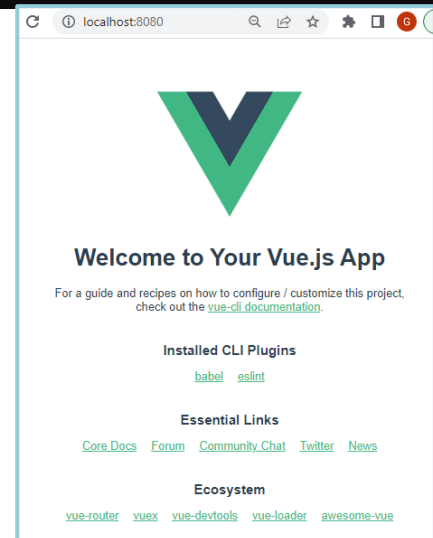 localhost:8080
G
Welcome to Your Vue.js App
For a guide and recipes on how to configure / customize this project,
check out the vue-cli documentation.
Installed CLI Plugins
babel eslint
Essential Links
Core Docs Forum Community Chat Twitter News
Ecosystem
vue-router vuex vue-devtools vue-loader awesome-vue